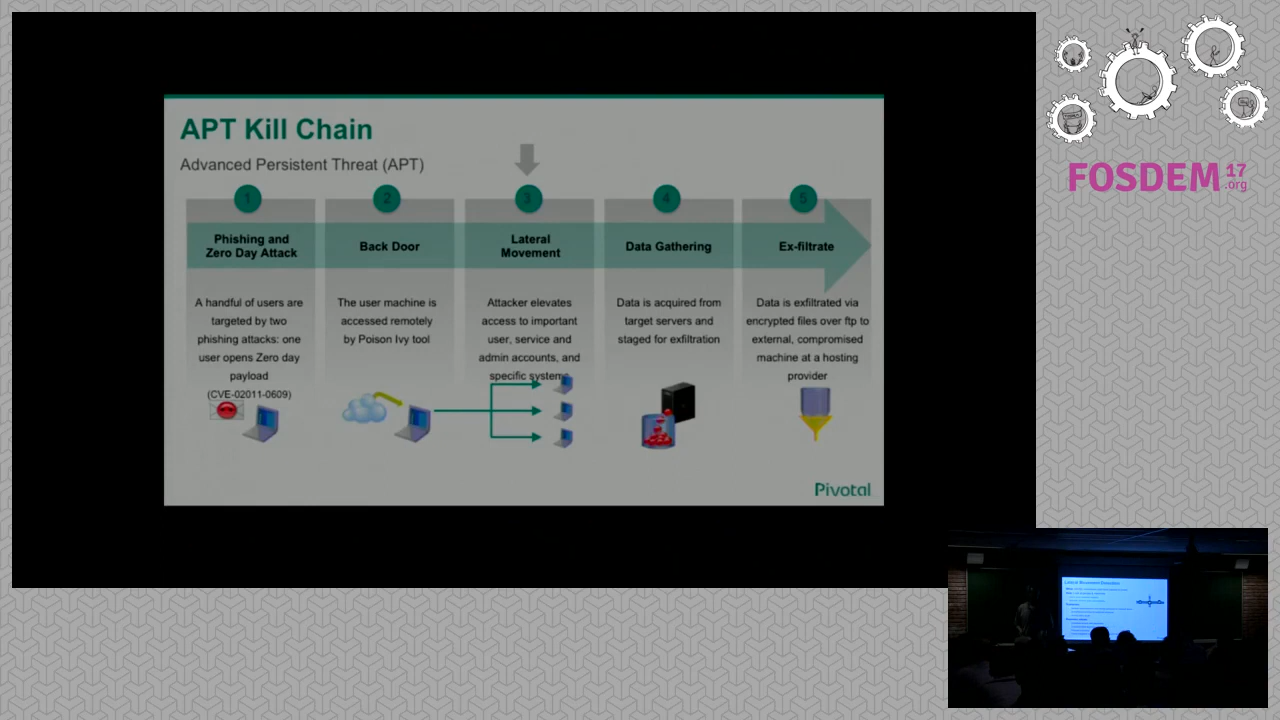 APT Kill Chain
Advanced Persistent Threat (APT)
1
2
3
4
5
Phishing and
Zero Day Attack
Back Door
Lateral
Movement
Data Gathering
Ex-filtrate
A handful of users are
targeted by two
phishing attacks: one
user opens Zero day
payload
(CVE-02011-0609)
The user machine is
accessed remotely
by Poison Ivy tool
Attacker elevates
access to important
user, service and
admin accounts, and
specific systems
Data is acquired from
target servers and
staged for exfiltration
Data is exfiltrated via
encrypted files over ftp to
external, compromised
machine at a hosting
provider
Pivotal
FOSDEM 17
.org
Lateral Movement Detection